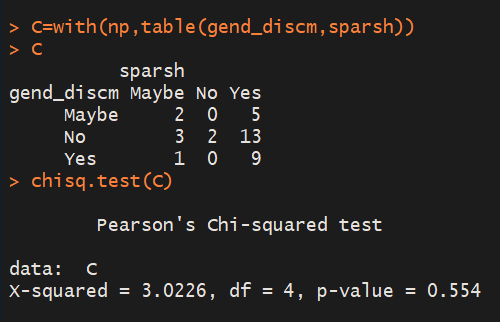 > C=with(np,table(gend_discm,sparsh))
> C
sparsh
gend_discm Maybe No Yes
Maybe 2 0 5
No 3 2 13
Yes 1 0 9
> chisq.test(C)
Pearson's Chi-squared test
data: C
X-squared = 3.0226, df = 4, p-value = 0.554